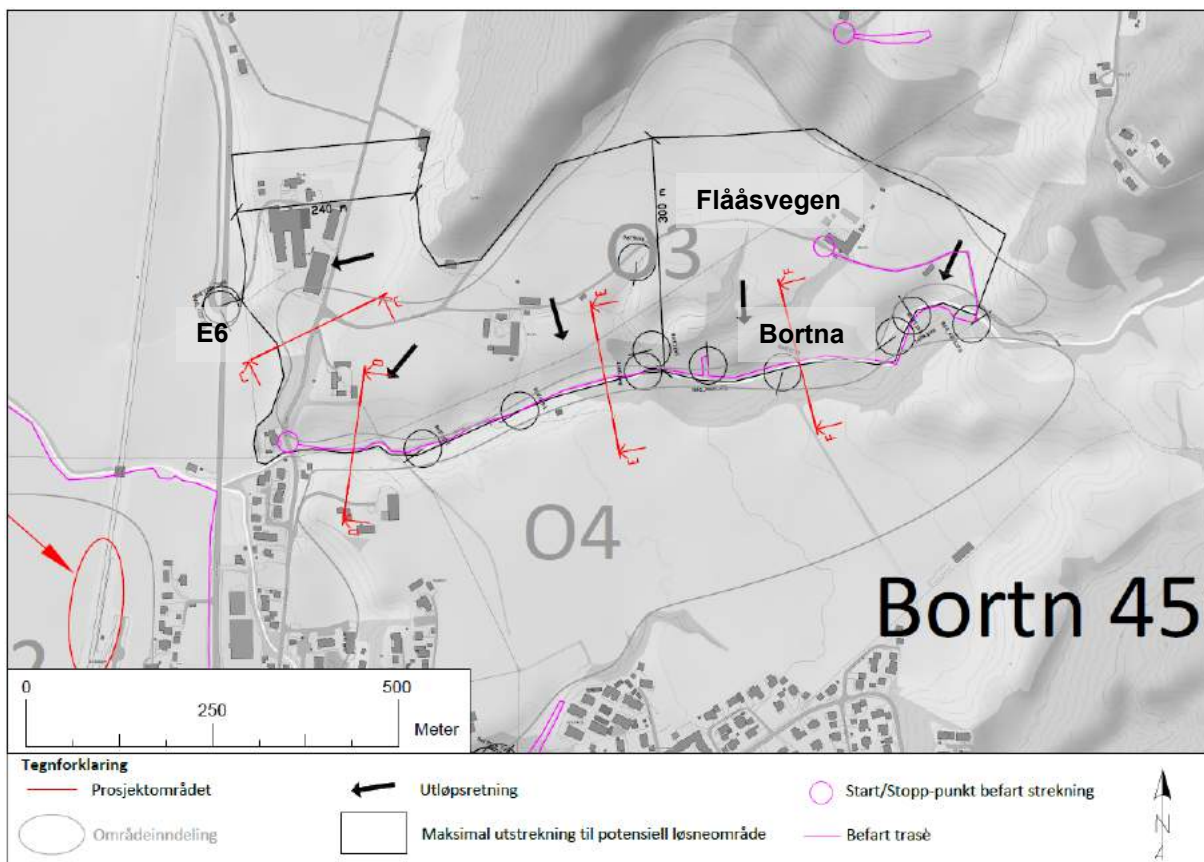 Flååsvegen
300 m
O3
240 m
E6
Bortna
C
C
D
D
E
E
F
F
O4
Bortn 45
2
0
500
250
Meter
Tegnforklaring
Prosjektområdet
Utløpsretning
Start/Stopp-punkt befart strekning
Områdeinndeling
Maksimal utstrekning til potensiell løsneområde
Befart trasè
N